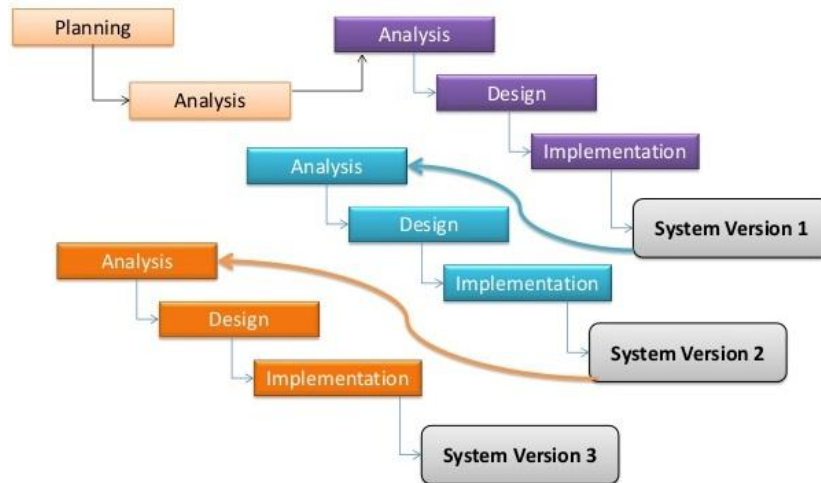 Planning
Analysis
Analysis
Design
Implementation
System Version 1
Analysis
Design
Implementation
System Version 2
Analysis
Design
Implementation
System Version 3